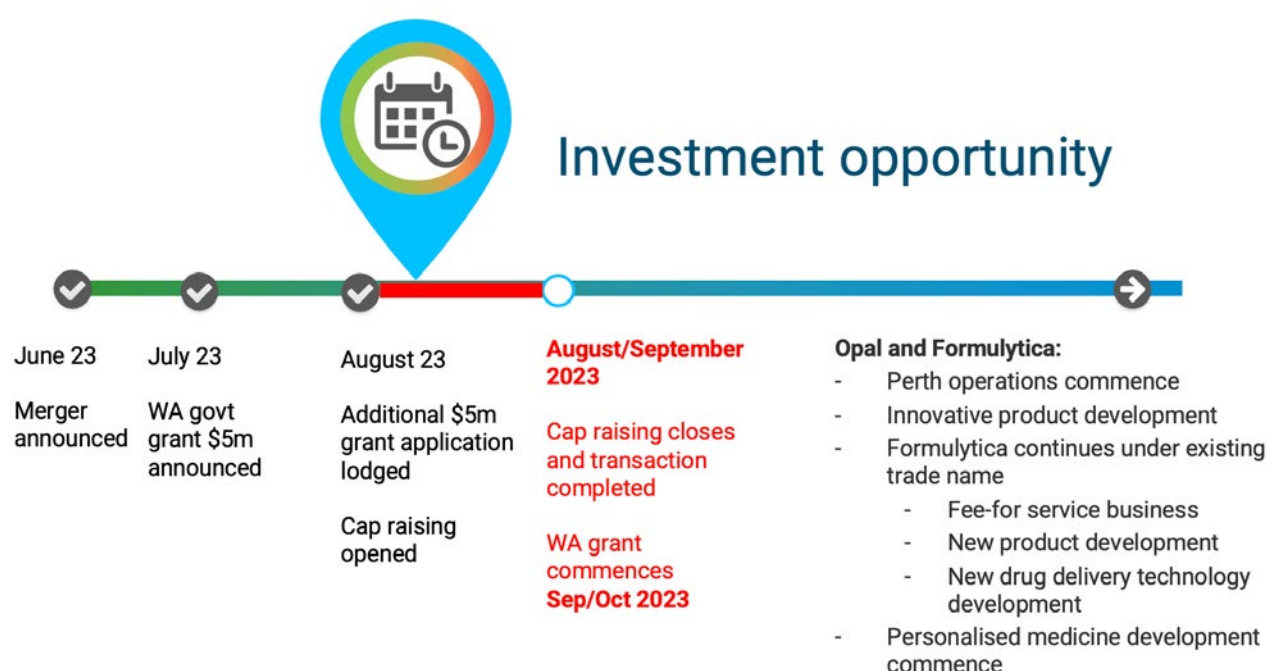 Investment opportunity
June 23
Merger
announced
July 23
WA govt
grant $5m
announced
August 23
Additional $5m
grant application
lodged
Cap raising
opened
August/September
2023
Cap raising closes
and transaction
completed
WA grant
commences
Sep/Oct 2023
Opal and Formulytica:
- Perth operations commence
- Innovative product development
- Formulytica continues under existing
trade name
- Fee-for service business
- New product development
- New drug delivery technology
development
- Personalised medicine development
commence